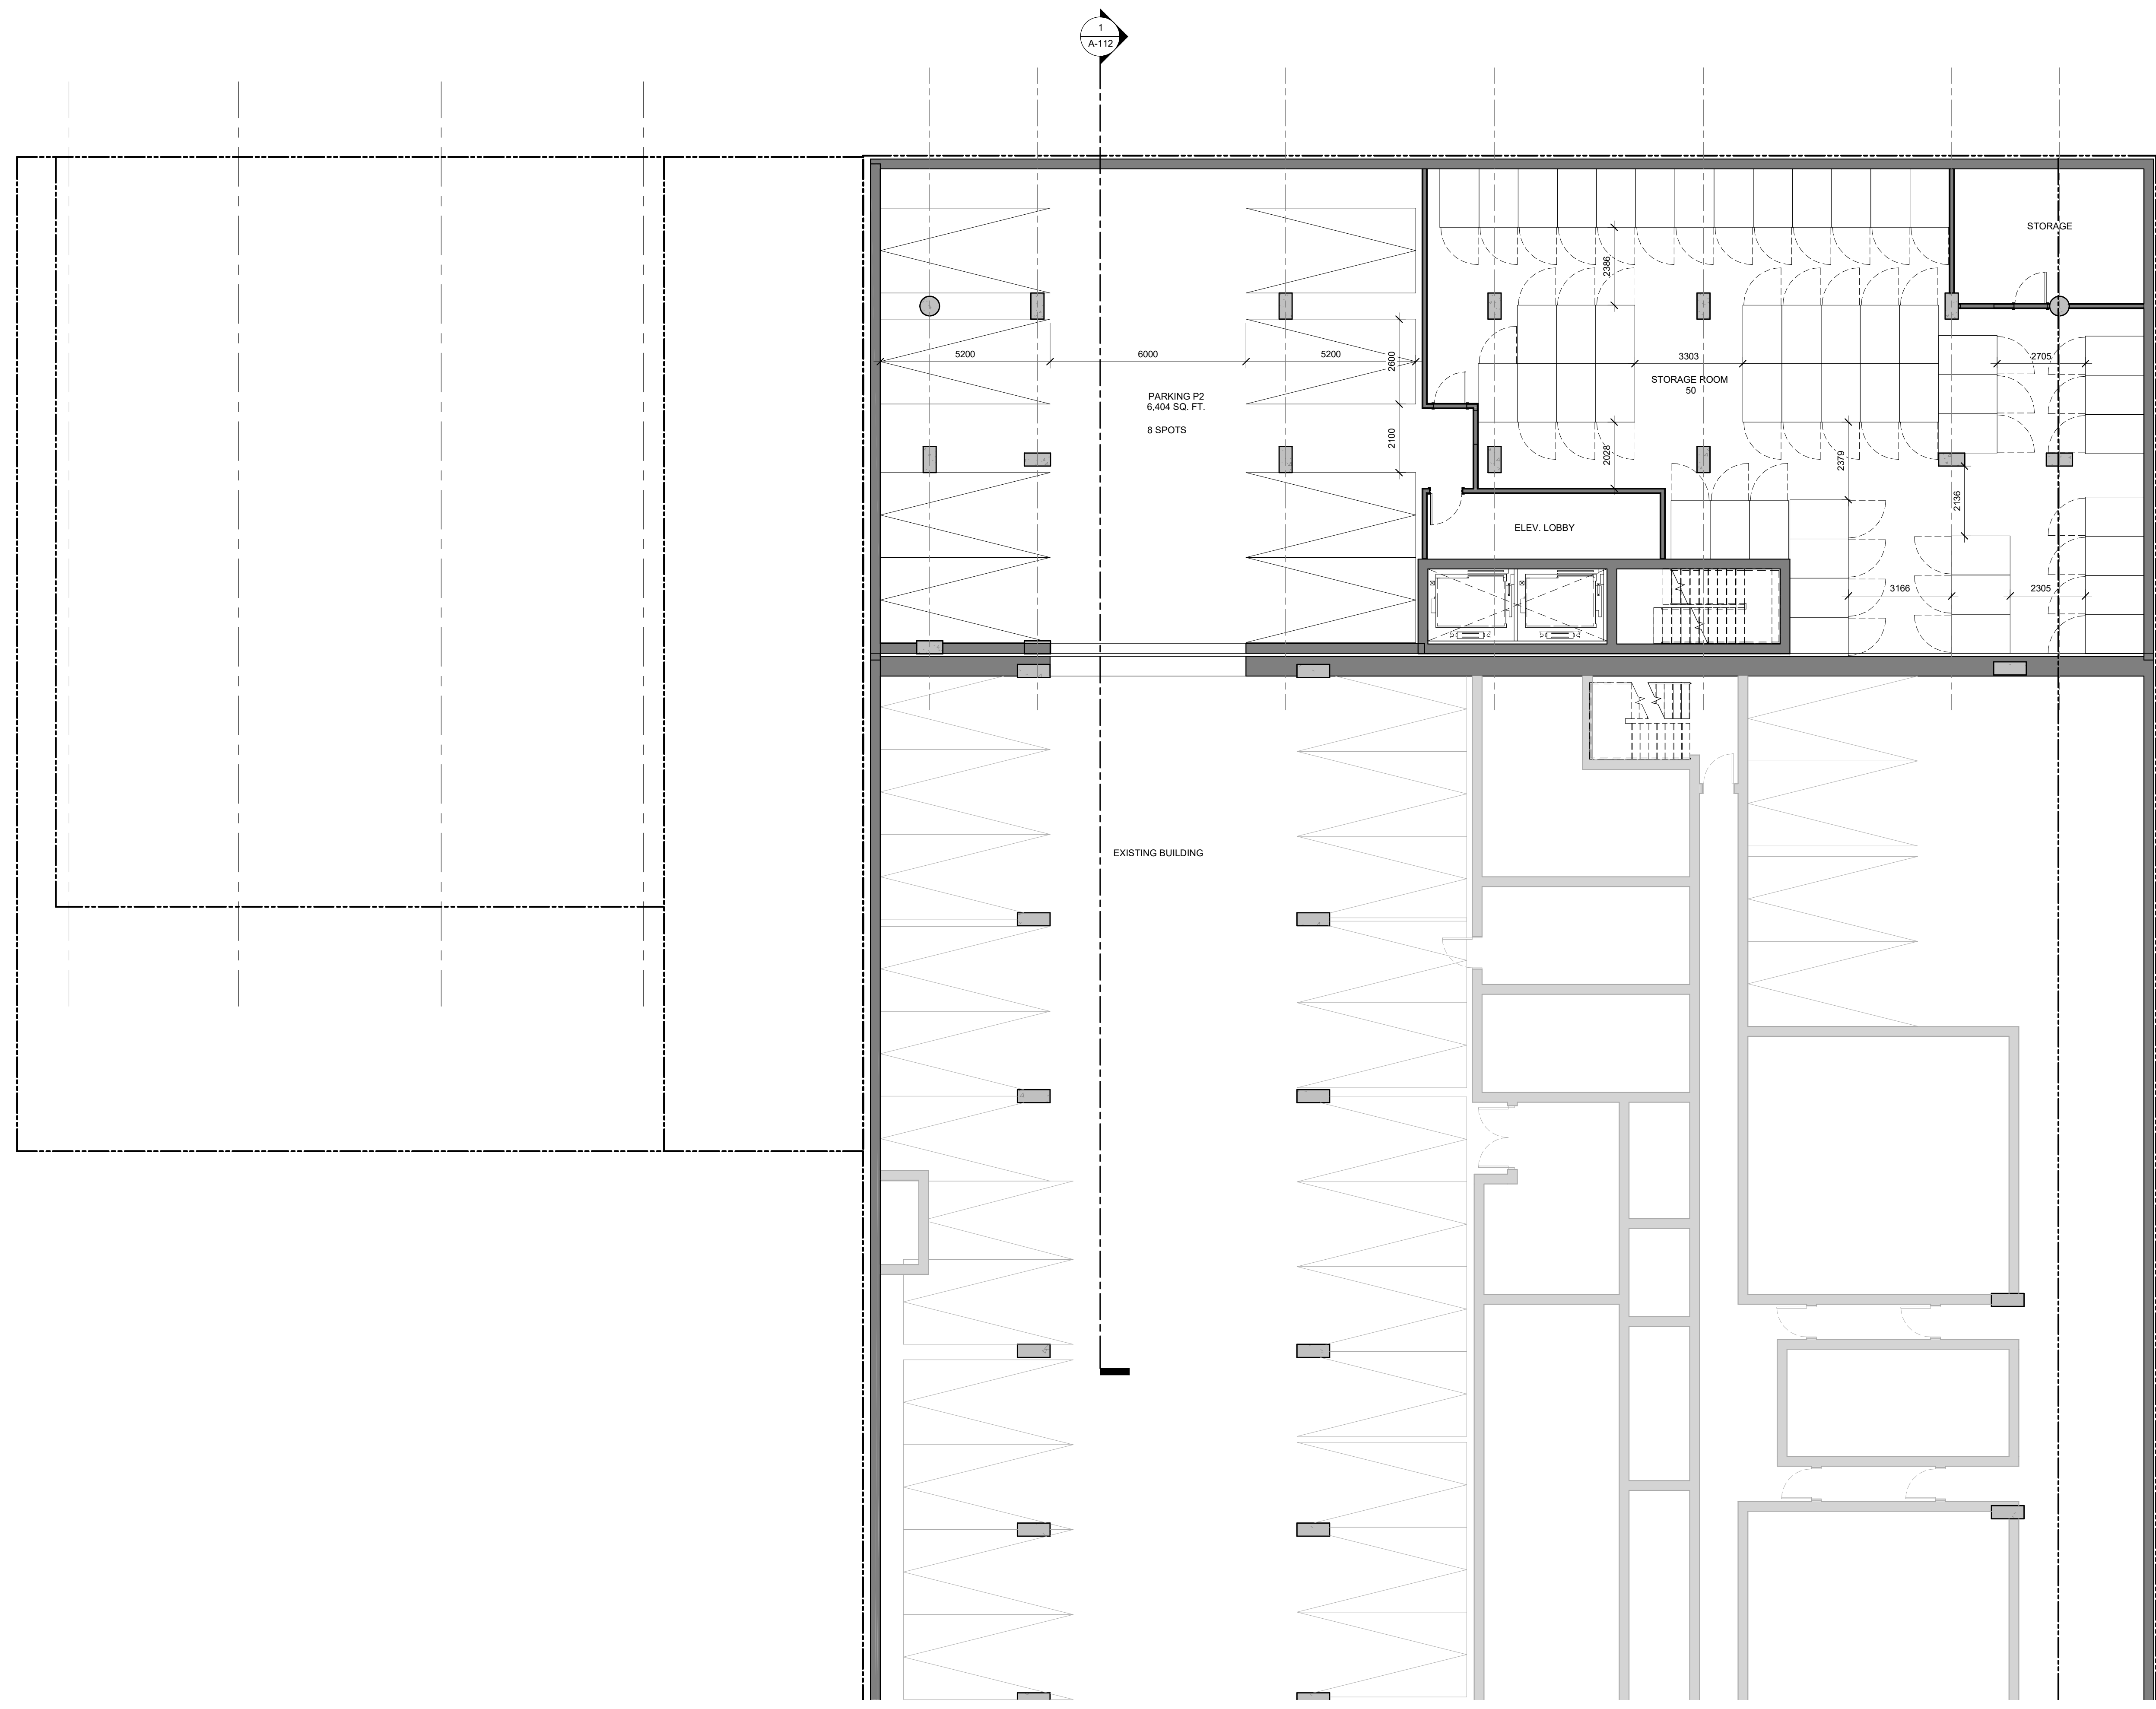 1
A-112
STORAGE
2386
5200
6000
5200
2600
3303
2705
STORAGE ROOM
50
PARKING P2
6,404 SQ. FT.
8 SPOTS
2100
2028
2379
2136
ELEV. LOBBY
3166
2305
EXISTING BUILDING